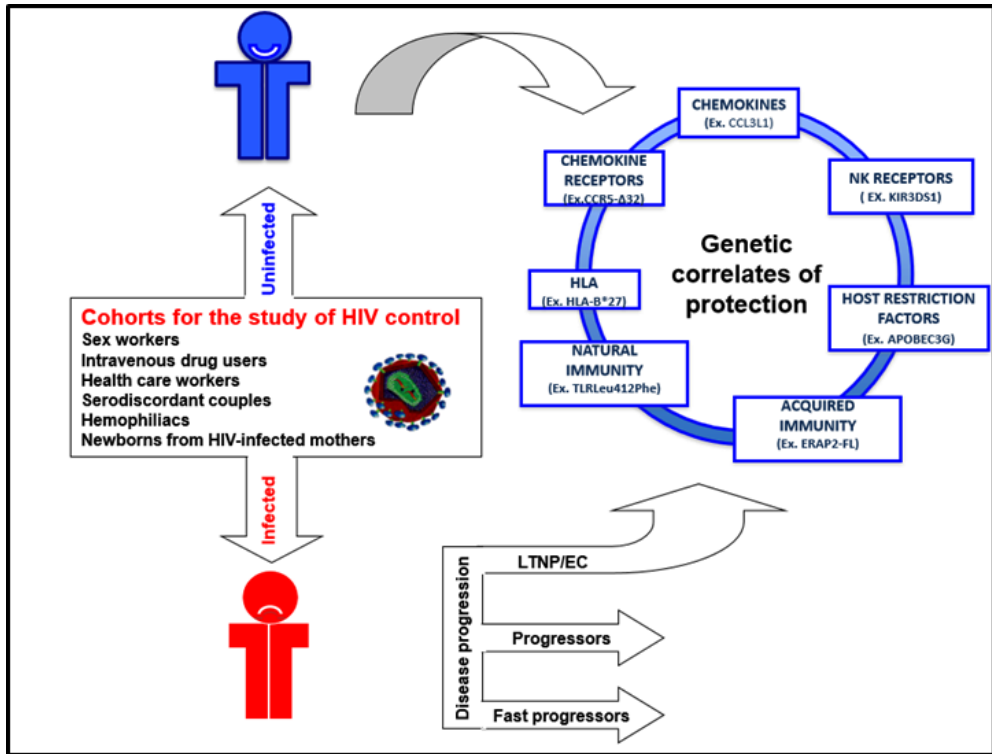 Uninfected
Cohorts for the study of HIV control
Sex workers
Intravenous drug users
Health care workers
Serodiscordant couples
Hemophiliacs
Newborns from HIV-infected mothers
Infected
CHEMOKINES
(Ex. CCL3L1)
CHEMOKINE
RECEPTORS
(Ex.CCR5-Δ32)
NK RECEPTORS
( EX. KIR3DS1)
Genetic
correlates of
protection
HLA
(Ex. HLA-B*27)
HOST RESTRICTION
FACTORS
(Ex. APOBEC3G)
NATURAL
IMMUNITY
(Ex. TLRLeu412Phe)
ACQUIRED
IMMUNITY
(Ex. ERAP2-FL)
Disease progression
LTNP/EC
Progressors
Fast progressors